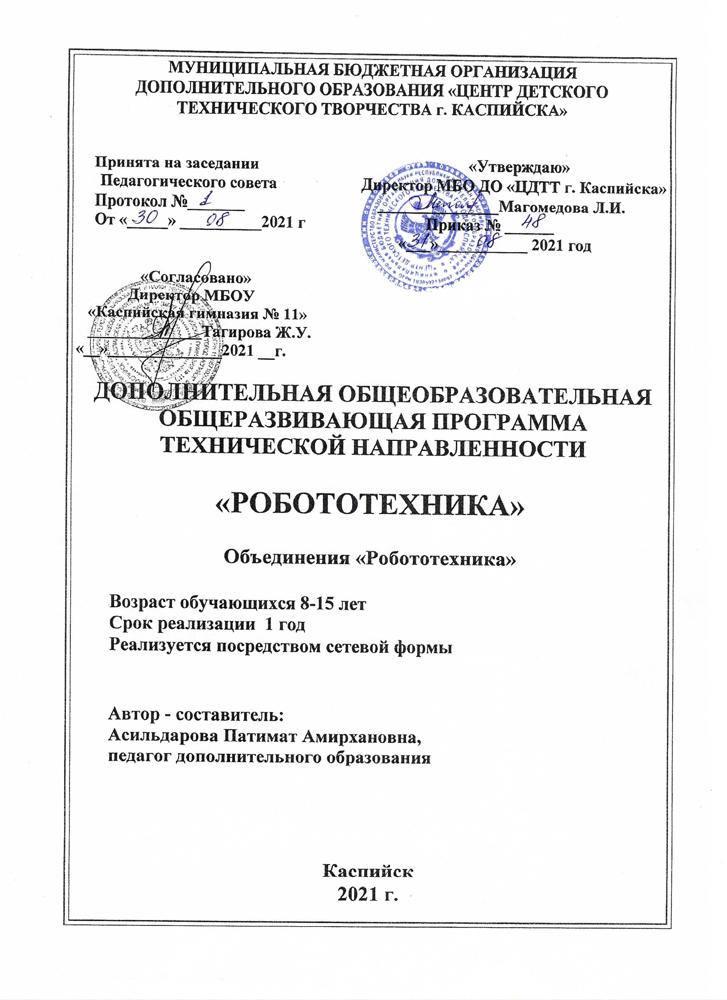 МУНИЦИПАЛЬНАЯ БЮДЖЕТНАЯ ОРГАНИЗАЦИЯ
ДОПОЛНИТЕЛЬНОГО ОБРАЗОВАНИЯ «ЦЕНТР ДЕТСКОГО
ТЕХНИЧЕСКОГО ТВОРЧЕСТВА г. КАСПИЙСКА»
Принята на заседании
Педагогического совета
Протокол № 1
От «30» 08 2021 г
«Утверждаю»
Директор МБО ДО «ЦДТТ г. Каспийска»
Магомедова Л.И.
Приказ № 48
«31» 08 2021 год
«Согласовано»
Директор МБОУ
«Каспийская гимназия № 11»
Тагирова Ж.У.
«__»______________2021 __г.
ДОПОЛНИТЕЛЬНАЯ ОБЩЕОБРАЗОВАТЕЛЬНАЯ
ОБЩЕРАЗВИВАЮЩАЯ ПРОГРАММА
ТЕХНИЧЕСКОЙ НАПРАВЛЕННОСТИ
«РОБОТОТЕХНИКА»
Объединения «Робототехника»
Возраст обучающихся 8-15 лет
Срок реализации 1 год
Реализуется посредством сетевой формы
Автор - составитель:
Асильдарова Патимат Амирхановна,
педагог дополнительного образования
Каспийск
2021 г.